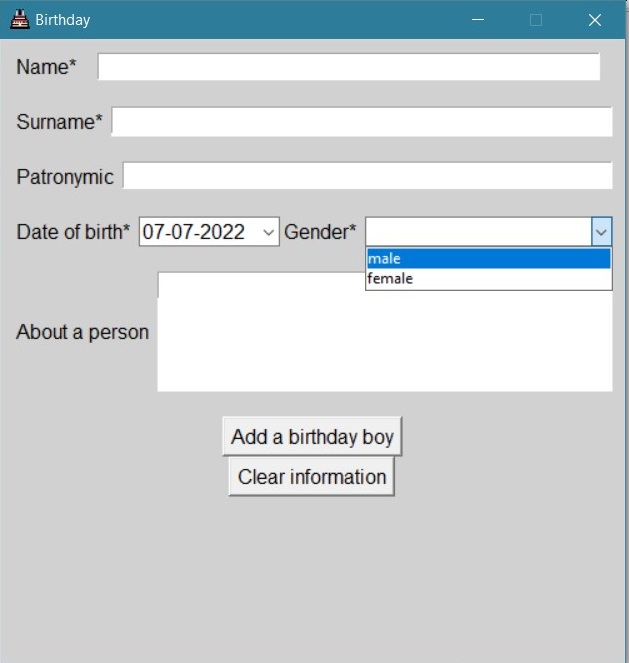 Birthday
Name*
Surname*
Patronymic
Date of birth* 07-07-2022 Gender*
male
female
About a person
Add a birthday boy
Clear information